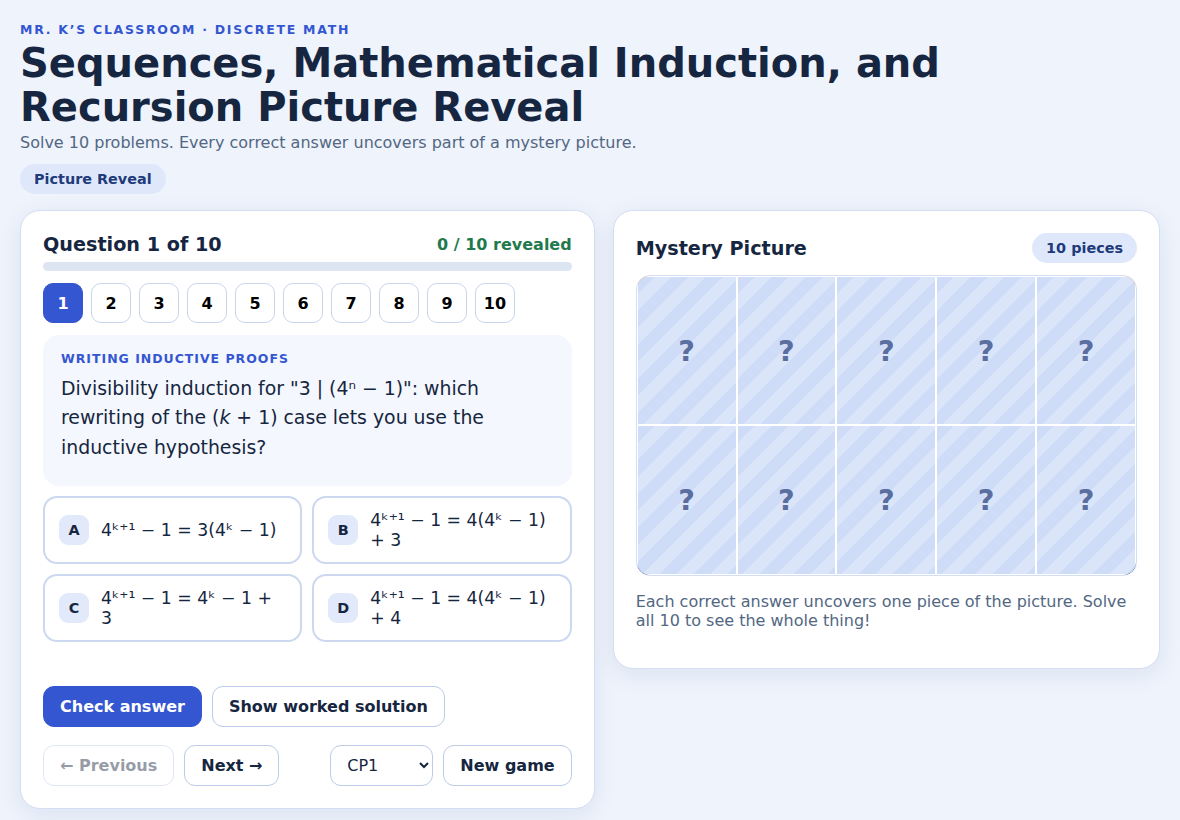 MR. K’S CLASSROOM · DISCRETE MATH
Sequences, Mathematical Induction, and
Recursion Picture Reveal
Solve 10 problems. Every correct answer uncovers part of a mystery picture.
Picture Reveal
Question 1 of 10
0 / 10 revealed
1 2 3 4 5 6 7 8 9 10
WRITING INDUCTIVE PROOFS
Divisibility induction for "3 | (4ⁿ − 1)": which
rewriting of the (k + 1) case lets you use the
inductive hypothesis?
A 4ᵏ⁺¹ − 1 = 3(4ᵏ − 1)
B 4ᵏ⁺¹ − 1 = 4(4ᵏ − 1)
+ 3
C 4ᵏ⁺¹ − 1 = 4ᵏ − 1 +
3
D 4ᵏ⁺¹ − 1 = 4(4ᵏ − 1)
+ 4
Check answer
Show worked solution
← Previous
Next →
CP1
New game
Mystery Picture
10 pieces
? ? ? ? ?
? ? ? ? ?
Each correct answer uncovers one piece of the picture. Solve
all 10 to see the whole thing!